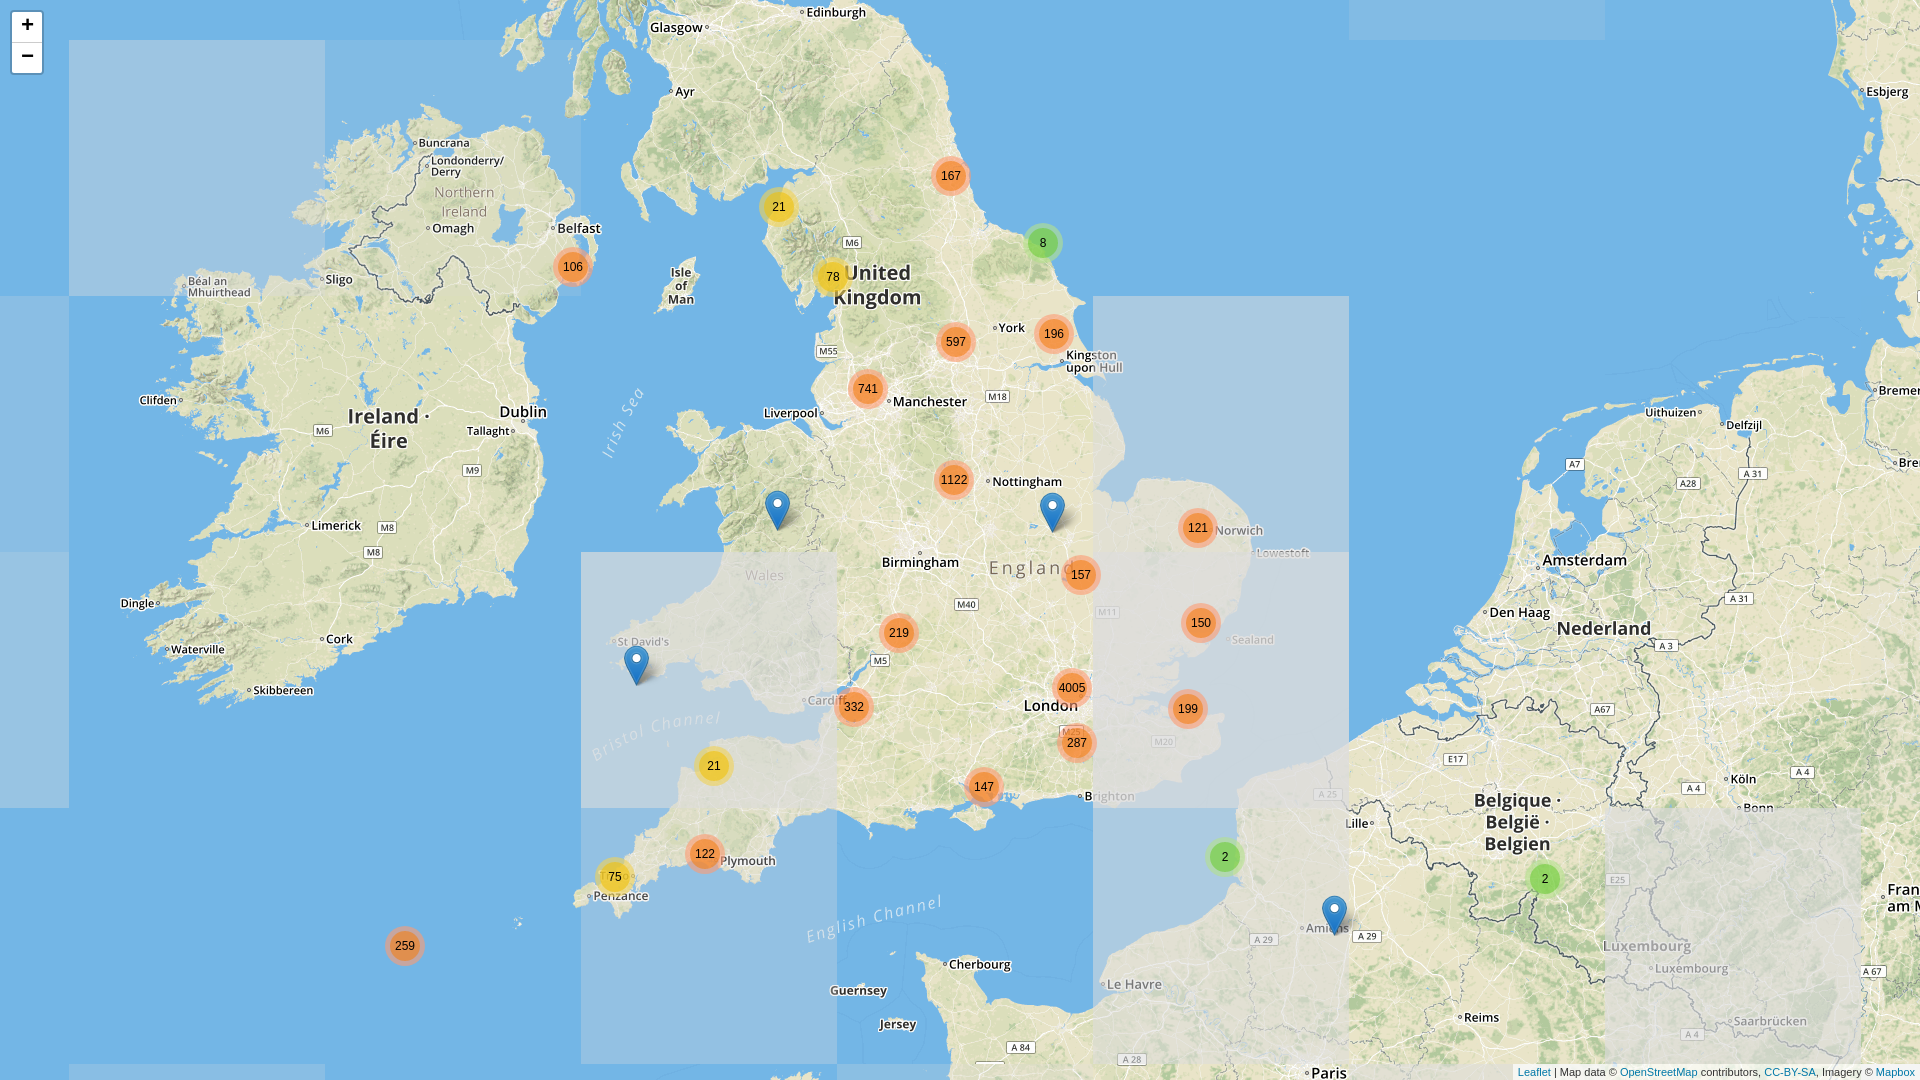 +
−
Edinburgh
Glasgow
Ayr
Esbjerg
Buncrana
Londonderry/
Derry
Northern
Ireland
Omagh
Belfast
167
21
M6
8
106
78
United
Kingdom
Isle
of
Man
Sligo
Béal an
Mhuirthead
York
196
597
M55
Kingston
upon Hull
741
Manchester
M18
Liverpool
Irish Sea
Clifden
Ireland ·
Éire
Dublin
Tallaght
M6
M9
Uithuizen
Delfzijl
A7
A 31
A28
1122
Nottingham
121
Norwich
Lowestoft
Limerick
M8
M8
Birmingham
England
157
Wales
Amsterdam
Dingle
M40
M11
Den Haag
A 31
Nederland
150
Sealand
219
Cork
Waterville
St David's
M5
A 3
Skibbereen
4005
London
Cardiff
332
199
A67
Bristol Channel
M25
287
M20
21
E17
Köln
A 4
A 4
147
Brighton
A 25
Bonn
Belgique ·
België ·
Belgien
Lille
122
Plymouth
2
2
E25
75
Penzance
English Channel
Amiens
A 29
A 29
259
Luxembourg
Luxembourg
A 67
Cherbourg
Le Havre
Guernsey
Jersey
Reims
Saarbrücken
A 4
A 84
A 28
Paris
Leaflet | Map data © OpenStreetMap contributors, CC-BY-SA, Imagery © Mapbox